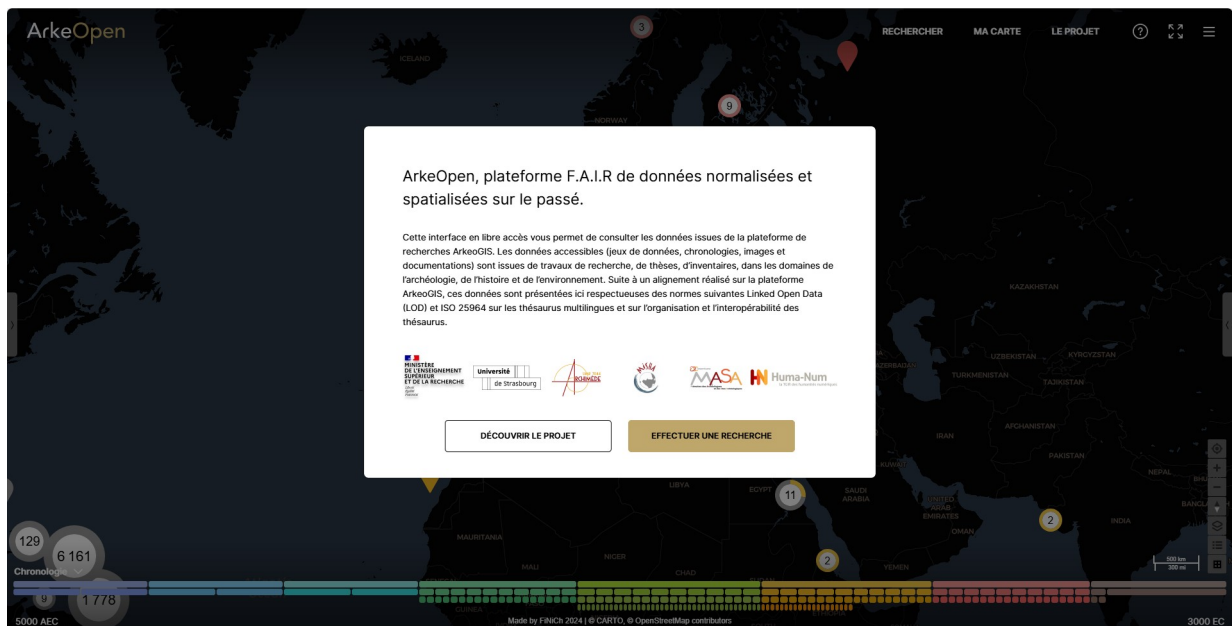 ArkeOpen
RECHERCHER
MA CARTE
LE PROJET
?
3
ICELAND
9
NORWAY
ArkeOpen, plateforme F.A.I.R de données normalisées et
spatialisées sur le passé.
Cette interface en libre accès vous permet de consulter les données issues de la plateforme de
recherches ArkeoGIS. Les données accessibles (jeux de données, chronologies, images et
documentations) sont issues de travaux de recherche, de thèses, d'inventaires, dans les domaines de
l'archéologie, de l'histoire et de l'environnement. Suite à un alignement réalisé sur la plateforme
ArkeoGIS, ces données sont présentées ici respectueuses des normes suivantes Linked Open Data
(LOD) et ISO 25964 sur les thésaurus multilingues et sur l'organisation et l'interopérabilité des
thésaurus.
MINISTÈRE
DE L'ENSEIGNEMENT
SUPÉRIEUR
ET DE LA RECHERCHE
Liberté
Égalité
Fraternité
Université
de Strasbourg
ARCHIMÈDE
MASA
HN Huma-Num
DÉCOUVRIR LE PROJET
EFFECTUER UNE RECHERCHE
KAZAKHSTAN
UZBEKISTAN
KYRGYZSTAN
TURKMENISTAN
TAJIKISTAN
AFGHANISTAN
IRAN
PAKISTAN
NEPAL
LIBYA
EGYPT
11
SAUDI
ARABIA
UNITED
ARAB
EMIRATES
OMAN
2
INDIA
MAURITANIA
MALI
NIGER
CHAD
2
YEMEN
129
6 161
Chronologie
500 km
300 mi
9
1 778
GUINEA
5000 AEC
Made by FiNiCh 2024 | © CARTO, © OpenStreetMap contributors
3000 EC